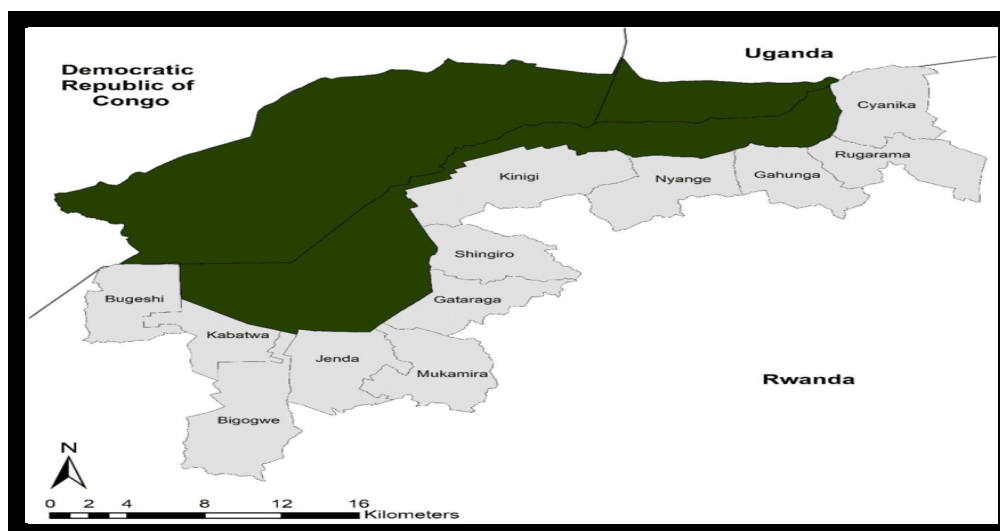 Uganda
Democratic
Republic of
Congo
Cyanika
Rugarama
Kinigi
Nyange
Gahunga
Shingiro
Bugeshi
Gataraga
Kabatwa
Jenda
Mukamira
Rwanda
Bigogwe
N
0 2 4 8 12 16
Kilometers